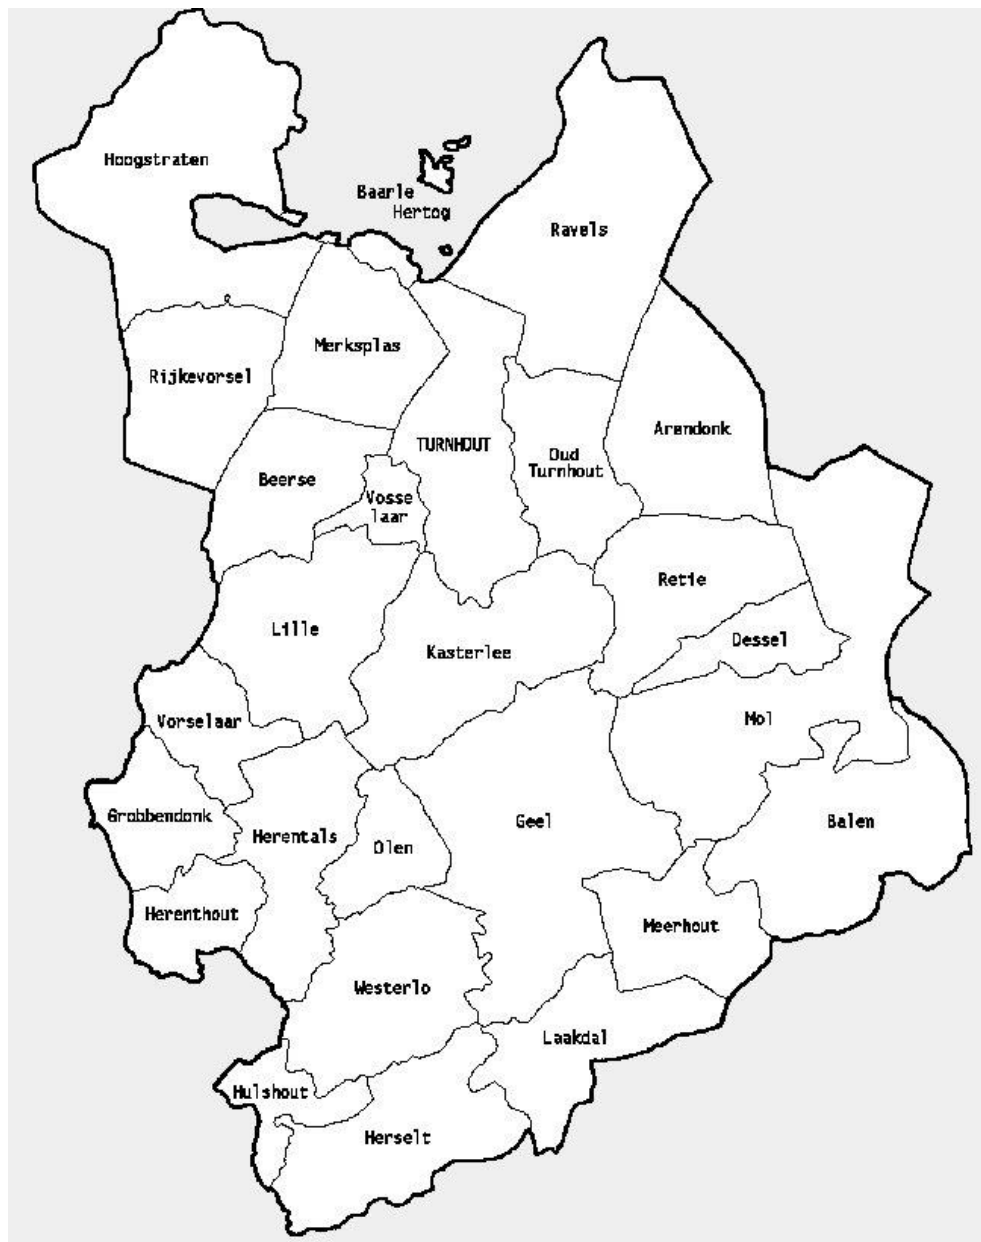 Hoogstraten
Baarle
Hertog
Ravels
Merksplas
Rijkevorsel
Arendonk
TURNHOUT
Oud
Turnhout
Beerse
Vosse
laar
Retie
Lille
Dessel
Kasterlee
Vorselaar
Mol
Grobbendonk
Geel
Balen
Herentals
Olen
Herenthout
Meerhout
Westerlo
Laakdal
Hulshout
Herselt